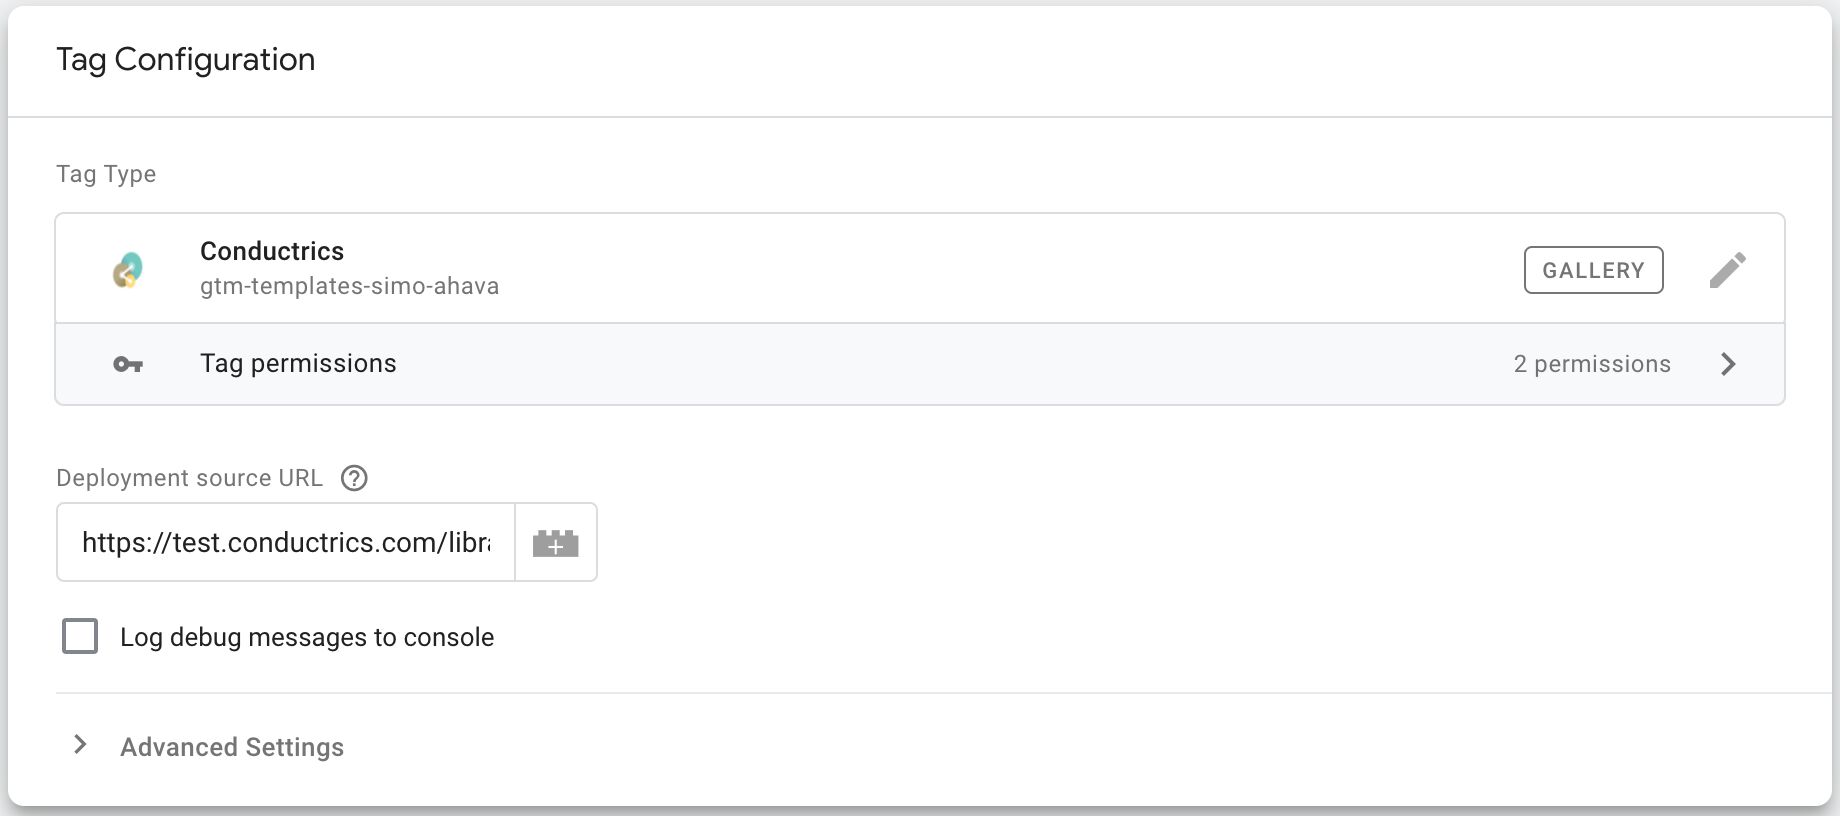 Tag Configuration
Tag Type
Conductrics
gtm-templates-simo-ahava
GALLERY
Tag permissions
2 permissions
Deployment source URL
https://test.conductrics.com/libr
Log debug messages to console
Advanced Settings